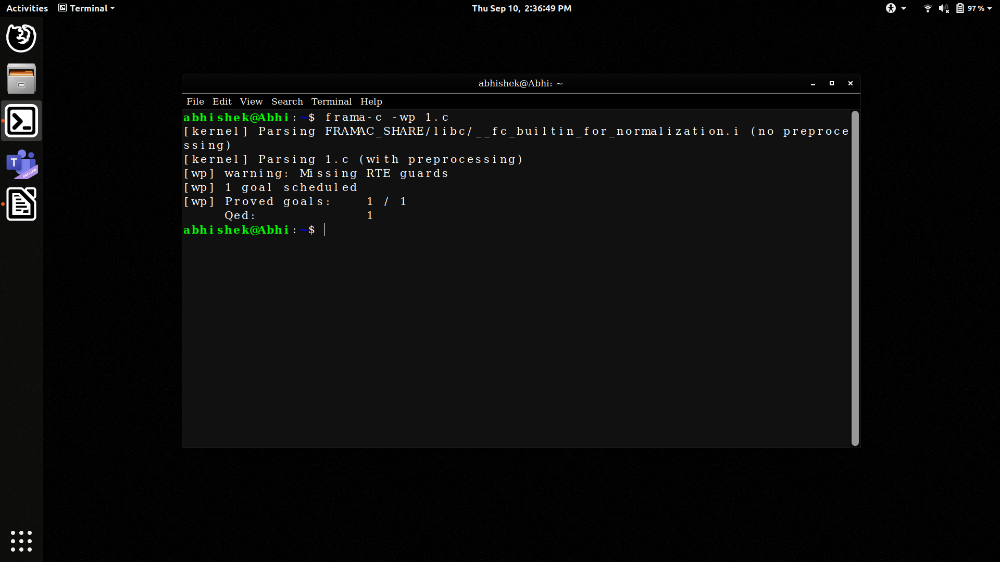 Activities Terminal Thu Sep 10, 2:36:49 PM 97 %
abhishek@Abhi: ~
File Edit View Search Terminal Help
abhishek@Abhi:~$ frama-c -wp 1.c
[kernel] Parsing FRAMAC_SHARE/libc/__fc_builtin_for_normalization.i (no preproce
ssing)
[kernel] Parsing 1.c (with preprocessing)
[wp] warning: Missing RTE guards
[wp] 1 goal scheduled
[wp] Proved goals: 1 / 1
Qed: 1
abhishek@Abhi:~$
T
PREVIEW